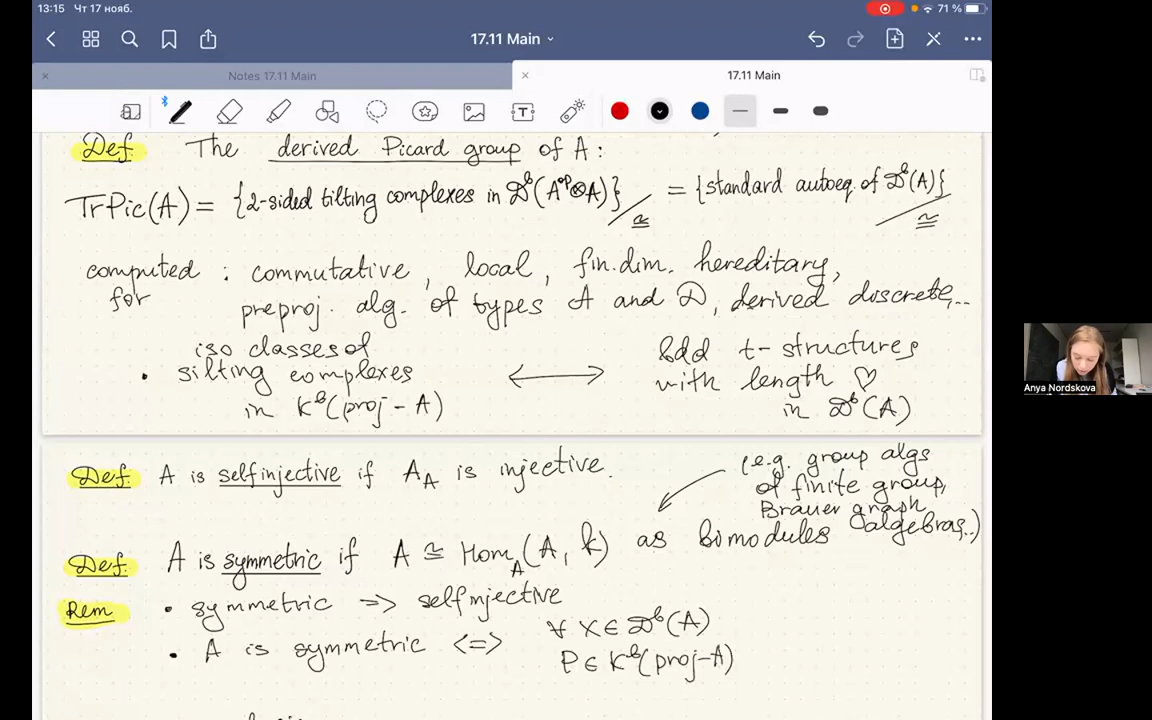 13:15 Чт 17 нояб.
71 %
17.11 Main
Notes 17.11 Main
17.11 Main
Def The derived Picard group of A:
TrPic(A) = {2-sided tilting complexes in D^b(A^op⊗A)}/≅ = {standard autoeq. of D^b(A)}/≅
computed for : commutative, local, fin.dim. hereditary,
preproj. alg. of types A and D, derived discrete,...
iso classes of
• silting complexes
in K^b(proj-A)
⟷
bdd t-structures
with length ♡
in D^b(A)
Def A is selfinjective if A_A is injective.
(e.g. group algs
of finite group,
Brauer graph
algebras..)
Def A is symmetric if A ≅ Hom_A(A, k) as bimodules
Rem • symmetric => selfinjective
• A is symmetric <=> ∀ X ∈ D^b(A)
P ∈ K^b(proj-A)
Anya Nordskova